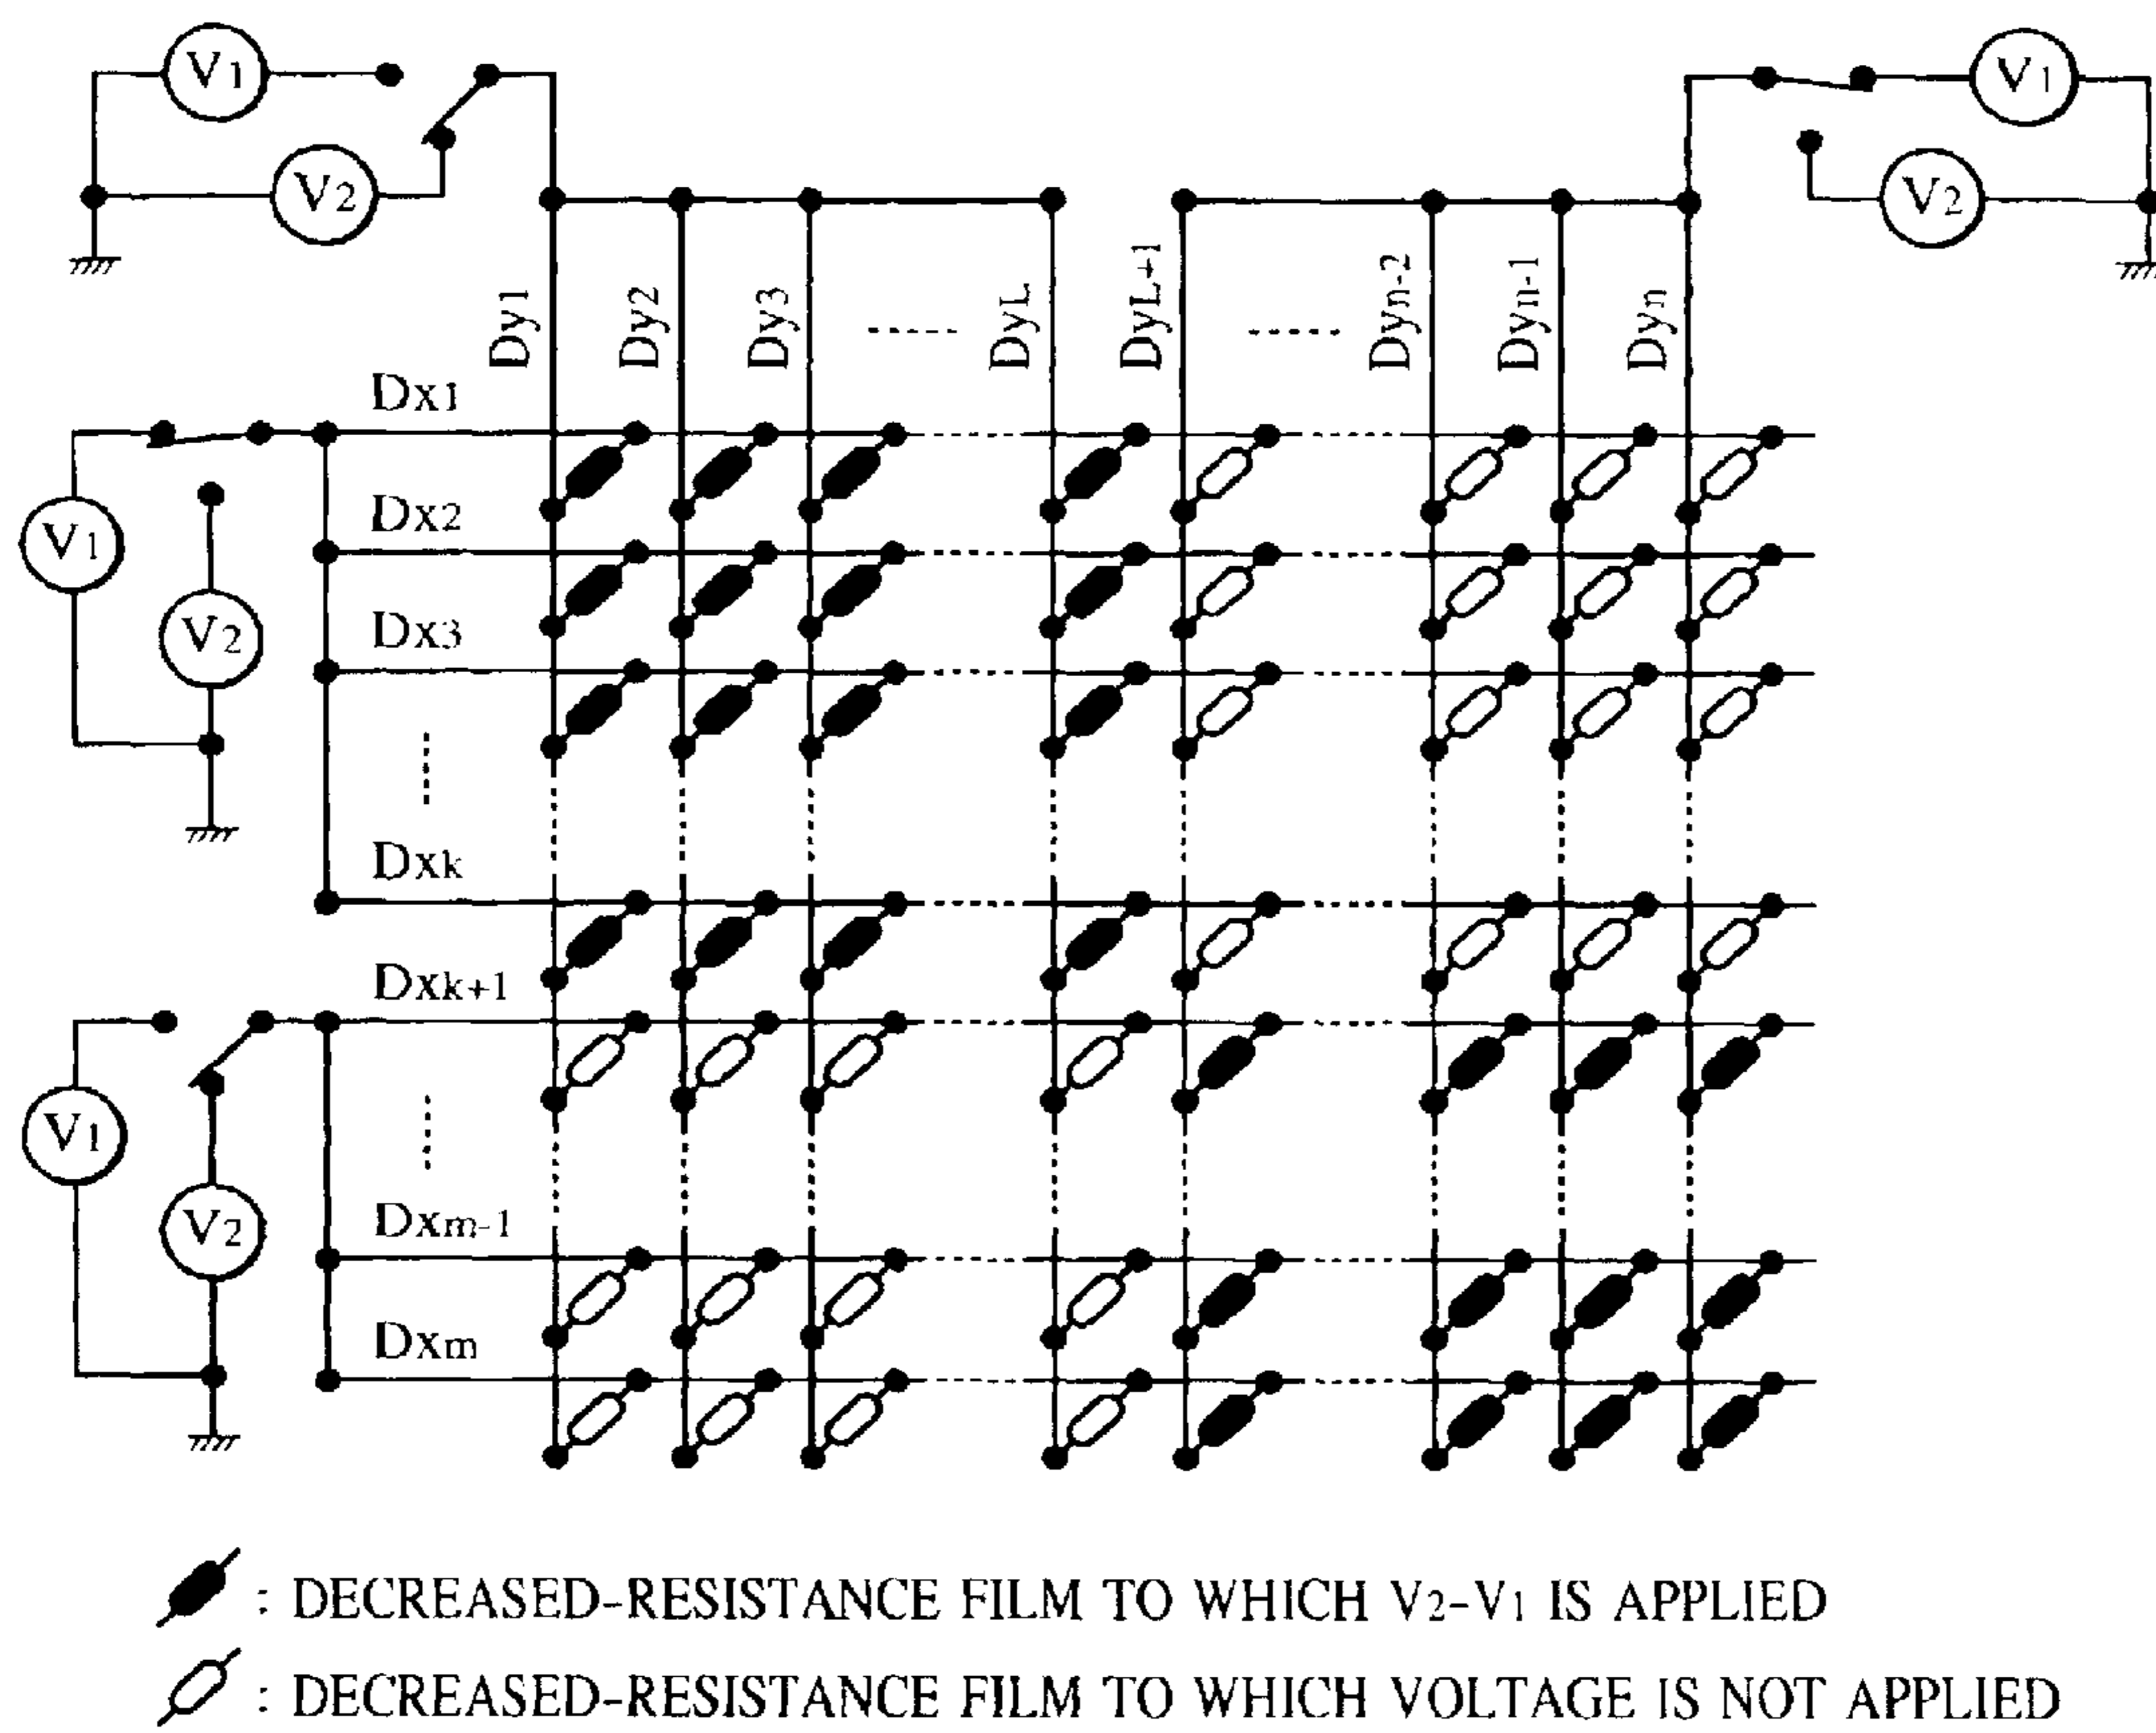 V1
V2
V1
V2
Dy1
Dy2
Dy3
DyL
DyL+1
Dyn-2
Dyn-1
Dyn
Dx1
Dx2
Dx3
Dxk
V1
V2
Dxk+1
Dxm-1
Dxm
V1
V2
: DECREASED-RESISTANCE FILM TO WHICH V2-V1 IS APPLIED
: DECREASED-RESISTANCE FILM TO WHICH VOLTAGE IS NOT APPLIED